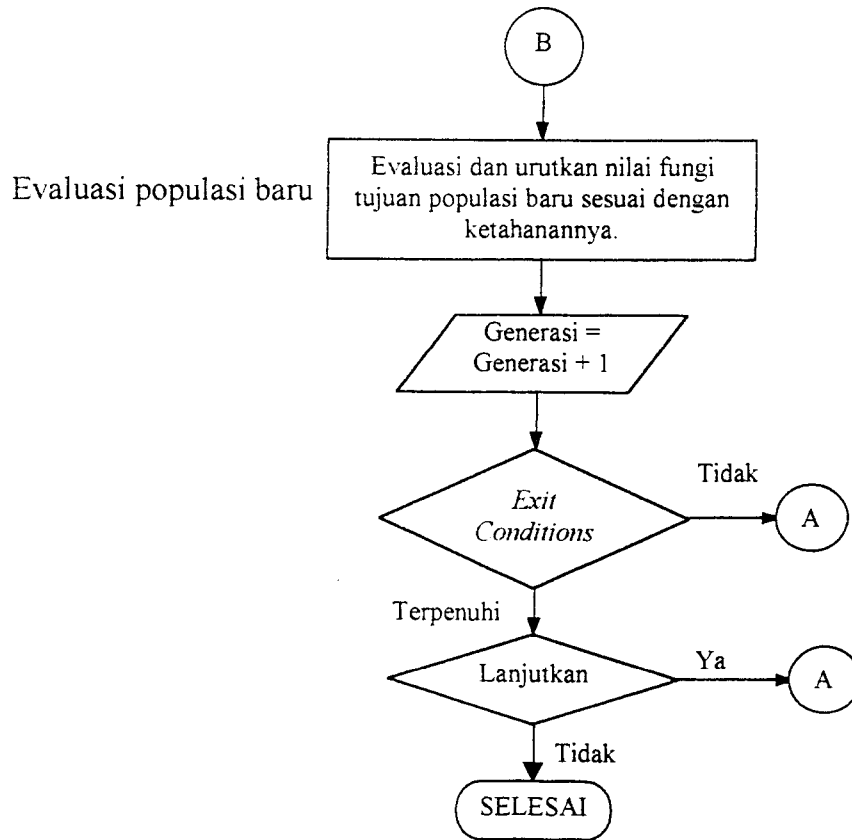 B
Evaluasi populasi baru
Evaluasi dan urutkan nilai fungi
tujuan populasi baru sesuai dengan
ketahanannya.
Generasi =
Generasi + 1
Exit
Conditions
Tidak
A
Terpenuhi
Lanjutkan
Ya
A
Tidak
SELESAI